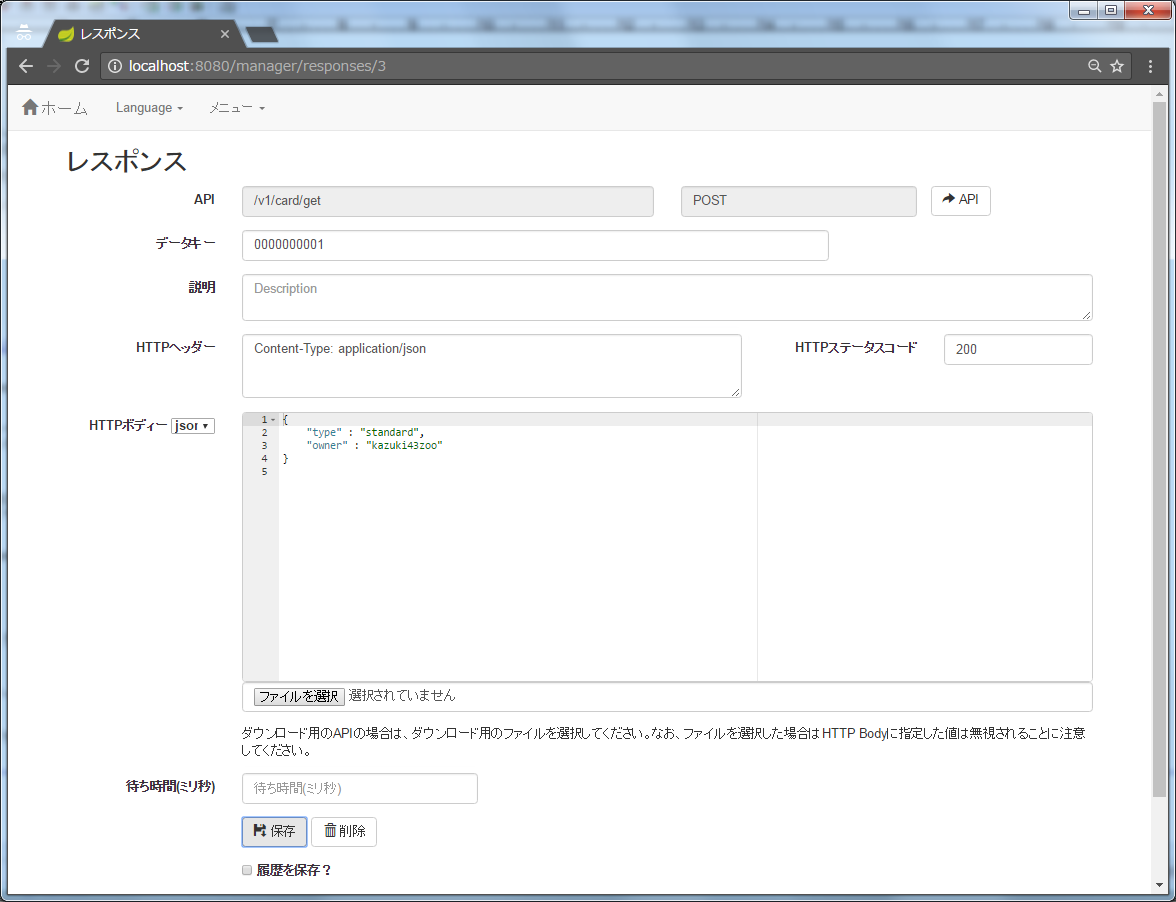 レスポンス
localhost:8080/manager/responses/3
ホーム Language メニュー
レスポンス
API /v1/card/get POST API
データキー 0000000001
説明 Description
HTTPヘッダー Content-Type: application/json HTTPステータスコード 200
HTTPボディー json
1 {
2 "type" : "standard",
3 "owner" : "kazuki43zoo"
4 }
5
ファイルを選択 選択されていません
ダウンロード用のAPIの場合は、ダウンロード用のファイルを選択してください。なお、ファイルを選択した場合はHTTP Bodyに指定した値は無視されることに注意
してください。
待ち時間(ミリ秒) 待ち時間(ミリ秒)
保存 削除
履歴を保存？